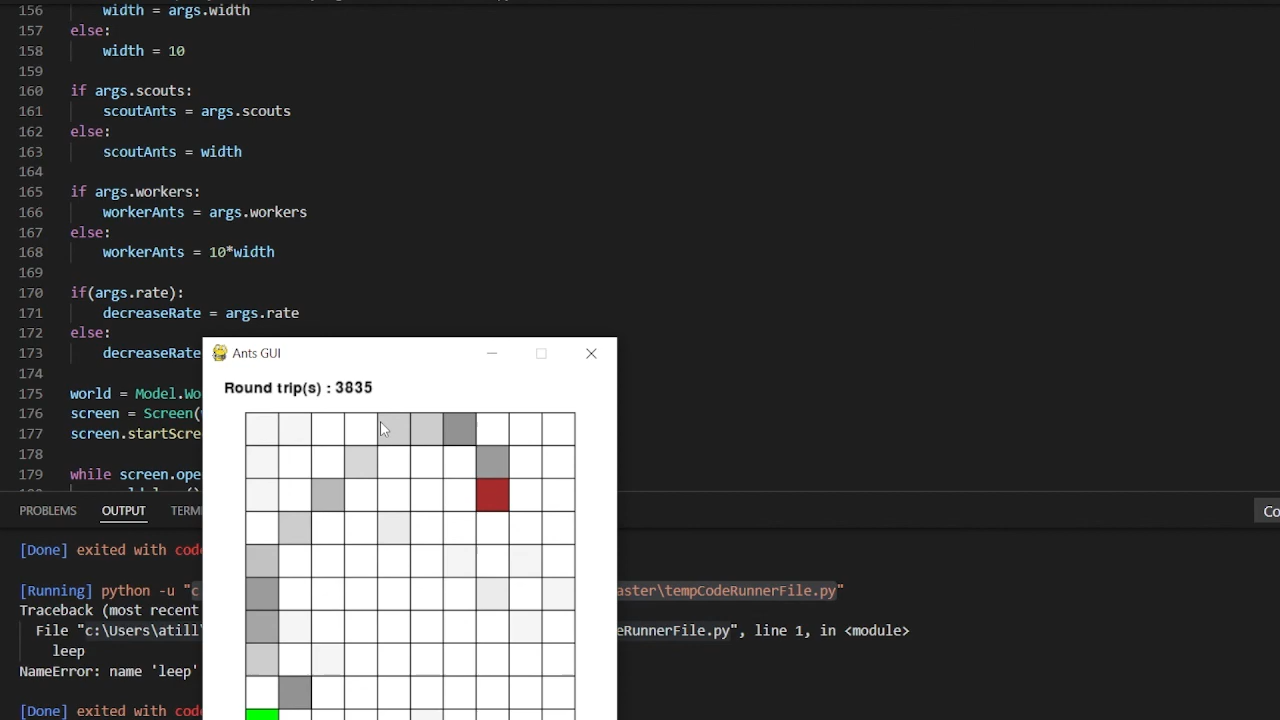 156 width = args.width
157 else:
158 width = 10
159
160 if args.scouts:
161 scoutAnts = args.scouts
162 else:
163 scoutAnts = width
164
165 if args.workers:
166 workerAnts = args.workers
167 else:
168 workerAnts = 10*width
169
170 if(args.rate):
171 decreaseRate = args.rate
172 else:
173 decreaseRate
174
175 world = Model.Wo
176 screen = Screen(
177 screen.startScre
178
179 while screen.ope
Ants GUI
Round trip(s) : 3835
PROBLEMS OUTPUT TERM Co
[Done] exited with cod
[Running] python -u "c aster\tempCodeRunnerFile.py"
Traceback (most recent
File "c:\Users\atill\ eRunnerFile.py", line 1, in <module>
leep
NameError: name 'leep'
[Done] exited with cod